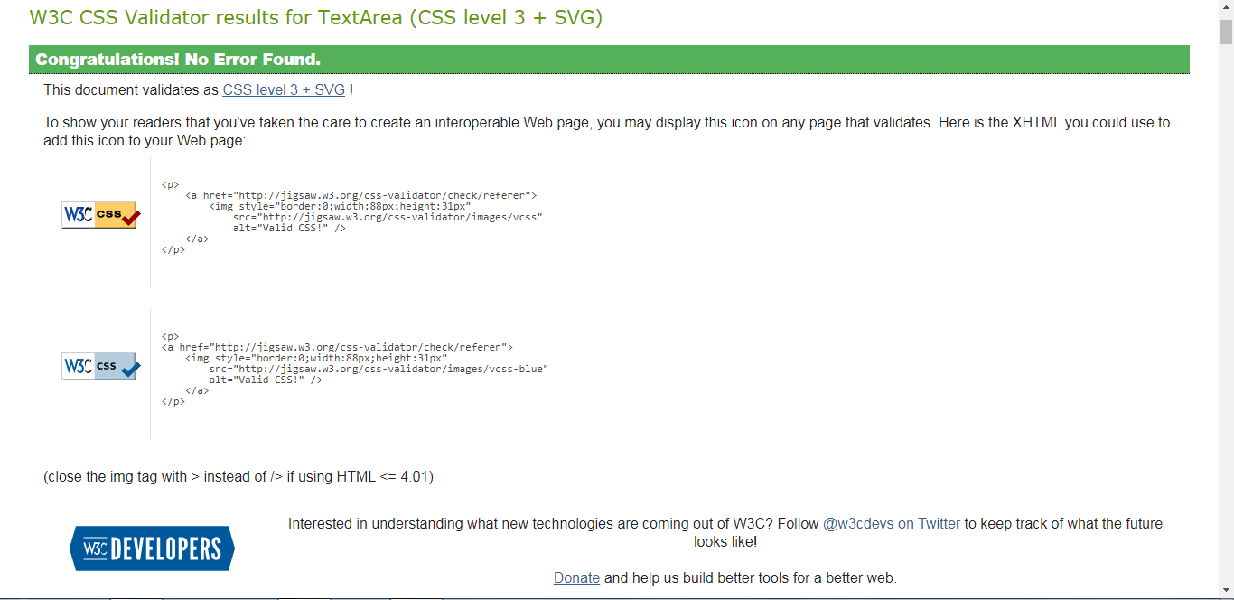 W3C CSS Validator results for TextArea (CSS level 3 + SVG)
Congratulations! No Error Found.
This document validates as CSS level 3 + SVG !
To show your readers that you've taken the care to create an interoperable Web page, you may display this icon on any page that validates. Here is the XHTML you could use to
add this icon to your Web page:
W3C css
<p>
<a href="http://jigsaw.w3.org/css-validator/check/referer">
<img style="border:0;width:88px;height:31px"
src="http://jigsaw.w3.org/css-validator/images/vcss"
alt="Valid CSS!" />
</a>
</p>
W3C css
<p>
<a href="http://jigsaw.w3.org/css-validator/check/referer">
<img style="border:0;width:88px;height:31px"
src="http://jigsaw.w3.org/css-validator/images/vcss-blue"
alt="Valid CSS!" />
</a>
</p>
(close the img tag with > instead of /> if using HTML <= 4.01)
Interested in understanding what new technologies are coming out of W3C? Follow @w3cdevs on Twitter to keep track of what the future
looks like!
W3C DEVELOPERS
Donate and help us build better tools for a better web.